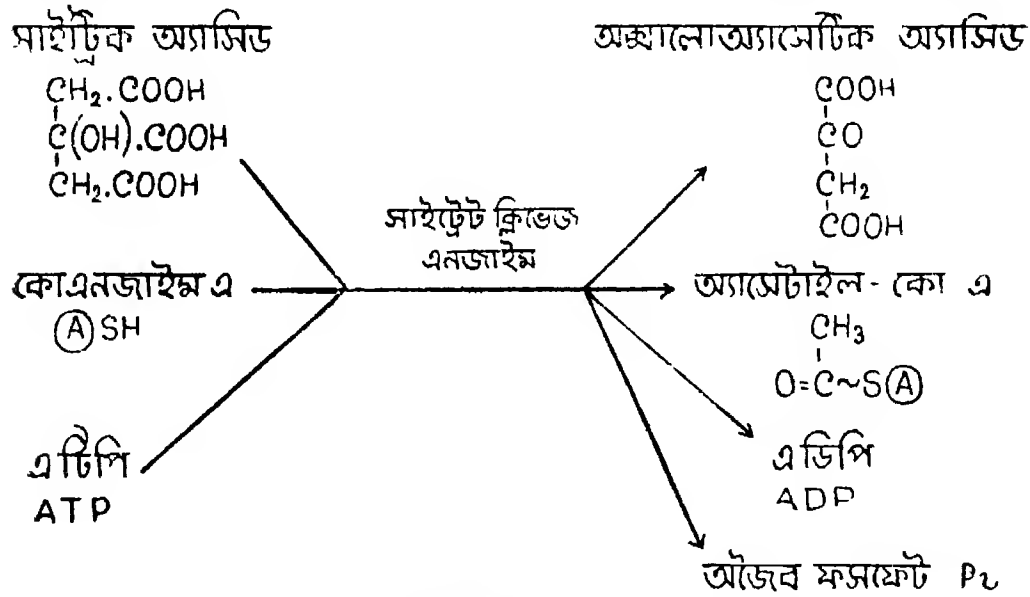 সাইট্রিক অ্যাসিড
CH₂.COOH
C(OH).COOH
CH₂.COOH
কোএনজাইম এ
Ⓐ SH
এটিপি
ATP
সাইট্রেট ক্লিভেজ
এনজাইম
অক্সালোঅ্যাসেটিক অ্যাসিড
COOH
CO
CH₂
COOH
অ্যাসেটাইল - কো এ
CH₃
O=C~SⒶ
এডিপি
ADP
অজৈব ফসফেট Pi